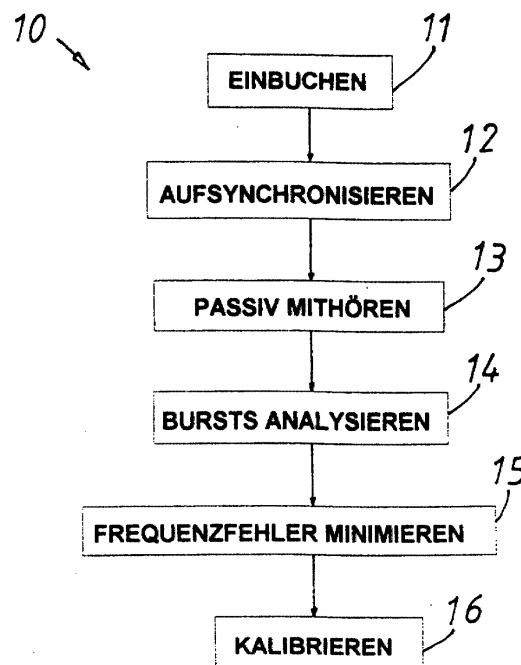 10
11
EINBUCHEN
12
AUFSYNCHRONISIEREN
13
PASSIV MITHÖREN
14
BURSTS ANALYSIEREN
15
FREQUENZFEHLER MINIMIEREN
16
KALIBRIEREN